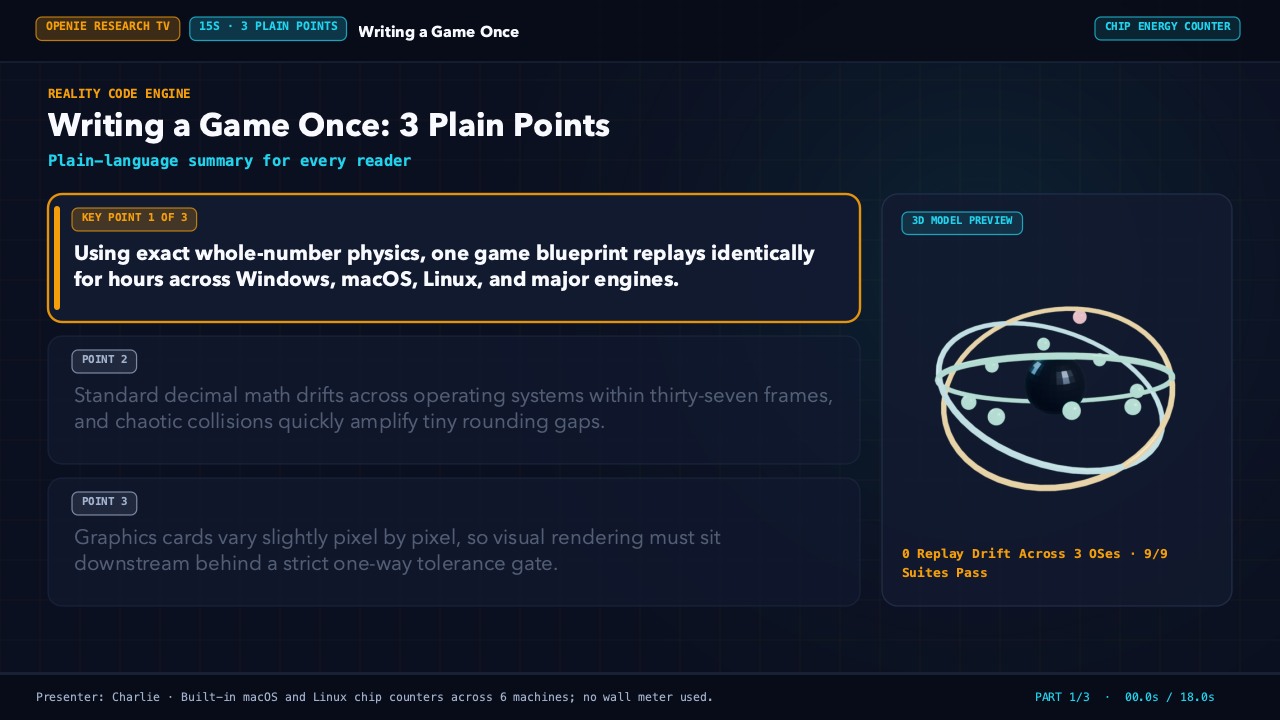 OPENIE RESEARCH TV
15S · 3 PLAIN POINTS
Writing a Game Once
CHIP ENERGY COUNTER
REALITY CODE ENGINE
Writing a Game Once: 3 Plain Points
Plain-language summary for every reader
KEY POINT 1 OF 3
Using exact whole-number physics, one game blueprint replays identically
for hours across Windows, macOS, Linux, and major engines.
POINT 2
Standard decimal math drifts across operating systems within thirty-seven frames,
and chaotic collisions quickly amplify tiny rounding gaps.
POINT 3
Graphics cards vary slightly pixel by pixel, so visual rendering must sit
downstream behind a strict one-way tolerance gate.
3D MODEL PREVIEW
0 Replay Drift Across 3 OSes · 9/9
Suites Pass
Presenter: Charlie · Built-in macOS and Linux chip counters across 6 machines; no wall meter used.
PART 1/3 · 00.0s / 18.0s